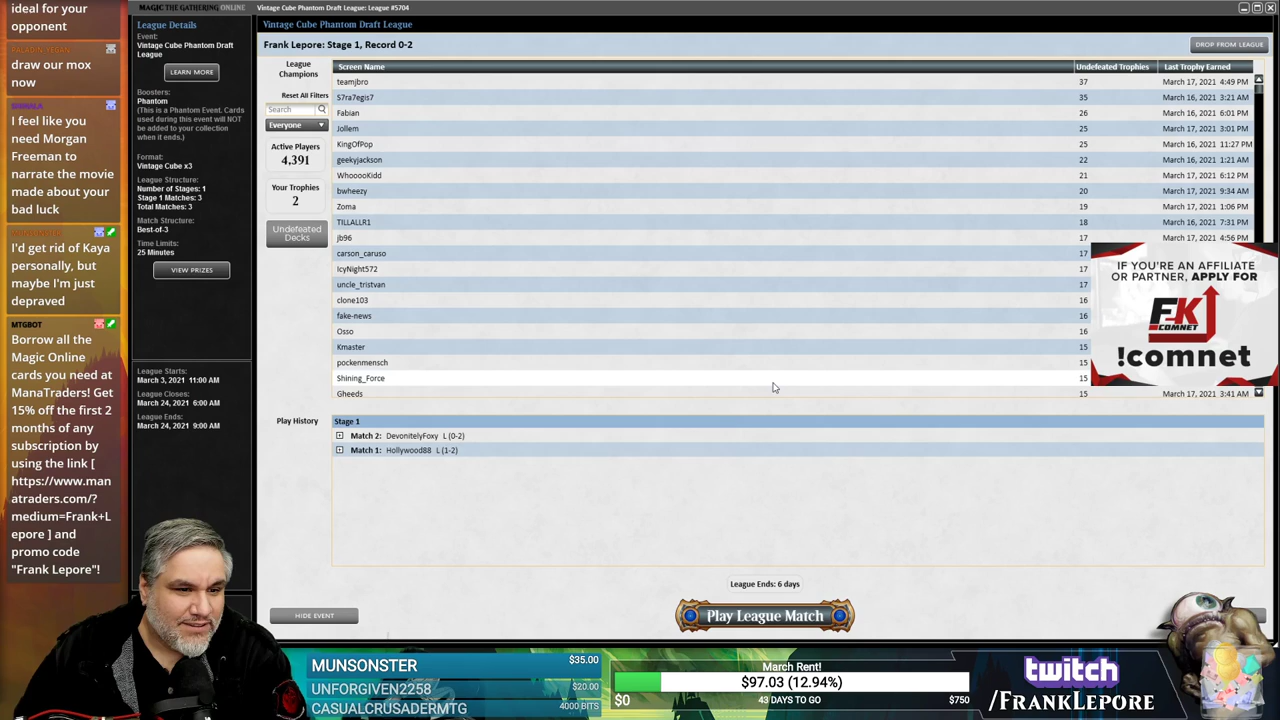 ideal for your
opponent
PALADIN_VEGAN
draw our mox
now
I feel like you
need Morgan
Freeman to
narrate the movie
made about your
bad luck
I'd get rid of Kaya
personally, but
maybe I'm just
depraved
MTGBOT
Borrow all the
Magic Online
cards you need at
ManaTraders! Get
15% off the first 2
months of any
subscription by
using the link [
https://www.man
atraders.com/?
medium=Frank+L
epore ] and
promo code
"Frank Lepore"!
MAGIC THE GATHERING ONLINE
Vintage Cube Phantom Draft League: League #5704
League Details
Event:
Vintage Cube Phantom Draft
League
LEARN MORE
Boosters:
Phantom
(This is a Phantom Event. Cards
used during this event will NOT
be added to your collection
when it ends.)
Format:
Vintage Cube x3
League Structure:
Number of Stages: 1
Stage 1 Matches: 3
Total Matches: 3
Match Structure:
Best-of-3
Time Limits:
25 Minutes
VIEW PRIZES
League Starts:
March 3, 2021 11:00 AM
League Closes:
March 24, 2021 6:00 AM
League Ends:
March 24, 2021 9:00 AM
Vintage Cube Phantom Draft League
Frank Lepore: Stage 1, Record 0-2
DROP FROM LEAGUE
League
Champions
Reset All Filters
Search
Everyone
Active Players
4,391
Your Trophies
2
Undefeated
Decks
Screen Name Undefeated Trophies Last Trophy Earned
teamjbro 37 March 17, 2021 4:49 PM
S7ra7egis7 35 March 16, 2021 3:21 AM
Fabian 26 March 16, 2021 6:01 PM
Jollem 25 March 17, 2021 3:01 PM
KingOfPop 25 March 16, 2021 11:27 PM
geekyjackson 22 March 16, 2021 1:21 AM
WhooooKidd 21 March 17, 2021 6:12 PM
bwheezy 20 March 17, 2021 9:34 AM
Zoma 19 March 17, 2021 1:06 PM
TILLALLR1 18 March 16, 2021 7:31 PM
jb96 17 March 17, 2021 4:56 PM
carson_caruso 17
IcyNight572 17
uncle_tristvan 17
clone103 16
fake-news 16
Osso 16
Kmaster 15
pockenmensch 15
Shining_Force 15
Gheeds 15 March 17, 2021 3:41 AM
IF YOU'RE AN AFFILIATE
OR PARTNER, APPLY FOR
F2K
COMNET
!comnet
Play History
Stage 1
Match 2: DevonitelyFoxy L (0-2)
Match 1: Hollywood88 L (1-2)
League Ends: 6 days
HIDE EVENT
Play League Match
MUNSONSTER $35.00
UNFORGIVEN2258 $20.00
CASUALCRUSADERMTG 4000 BITS
March Rent!
$97.03 (12.94%)
$0 43 DAYS TO GO $750
twitch
/FRANKLEPORE